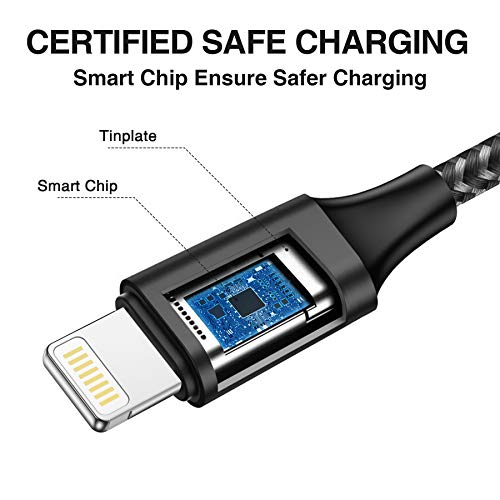 CERTIFIED SAFE CHARGING
Smart Chip Ensure Safer Charging
Tinplate
Smart Chip